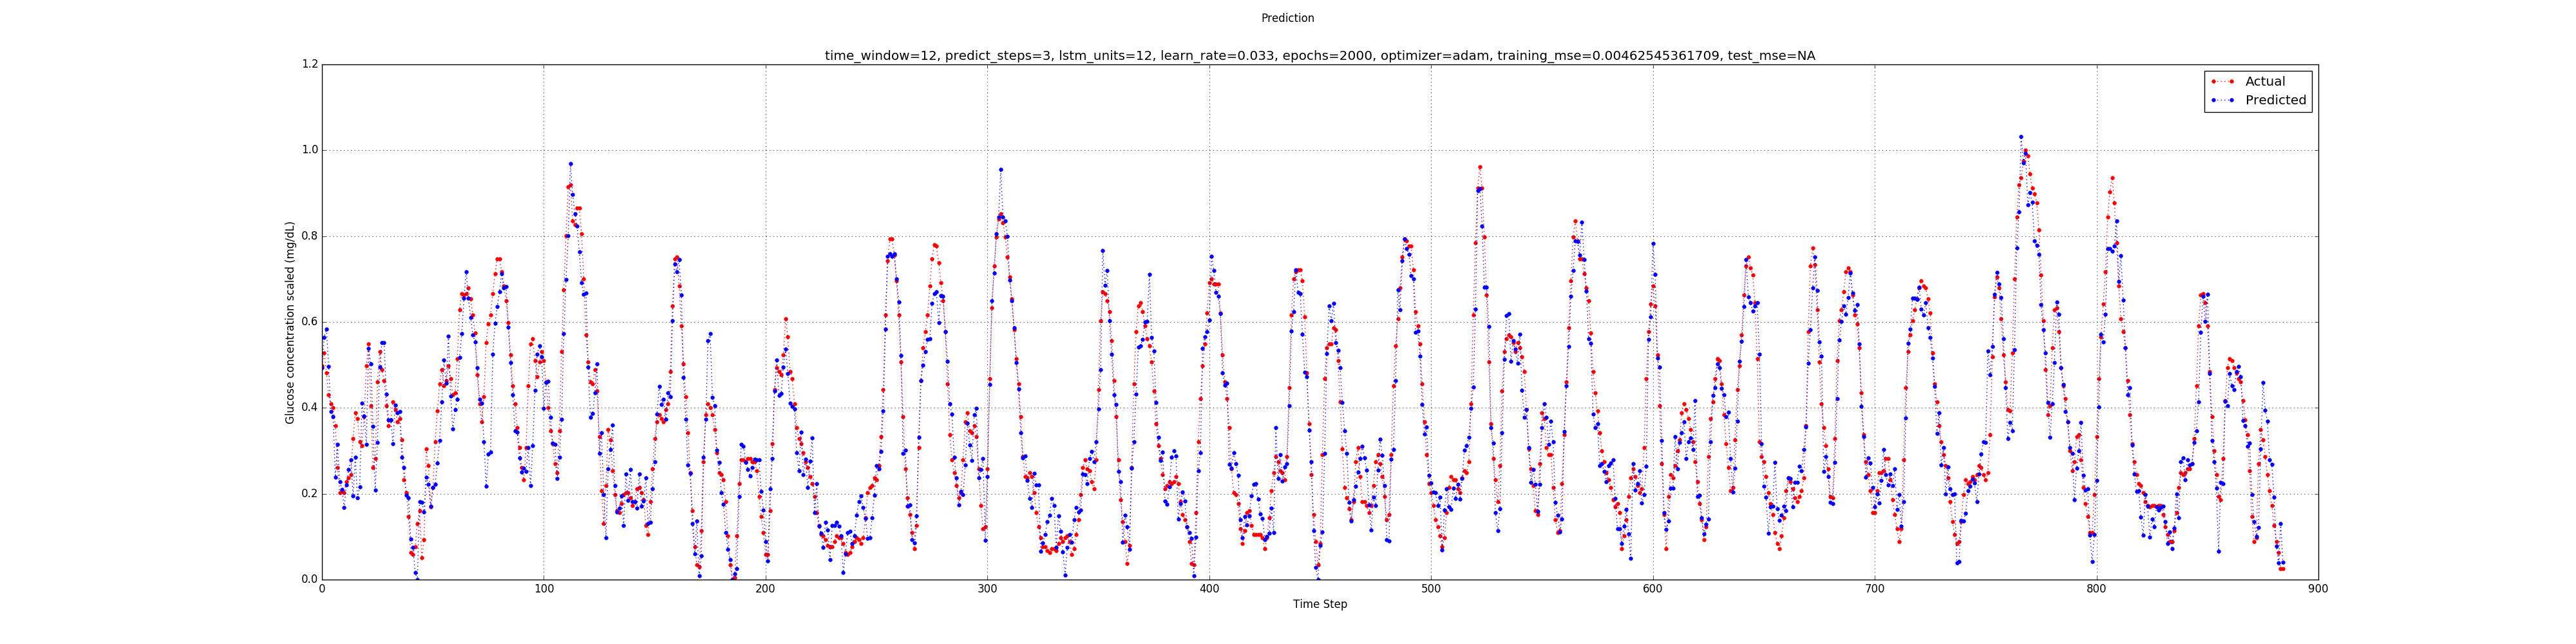 Prediction
time_window=12, predict_steps=3, lstm_units=12, learn_rate=0.033, epochs=2000, optimizer=adam, training_mse=0.00462545361709, test_mse=NA
1.2
1.0
0.8
0.6
0.4
0.2
0.0
Glucose concentration scaled (mg/dL)
Actual
Predicted
0 100 200 300 400 500 600 700 800 900
Time Step